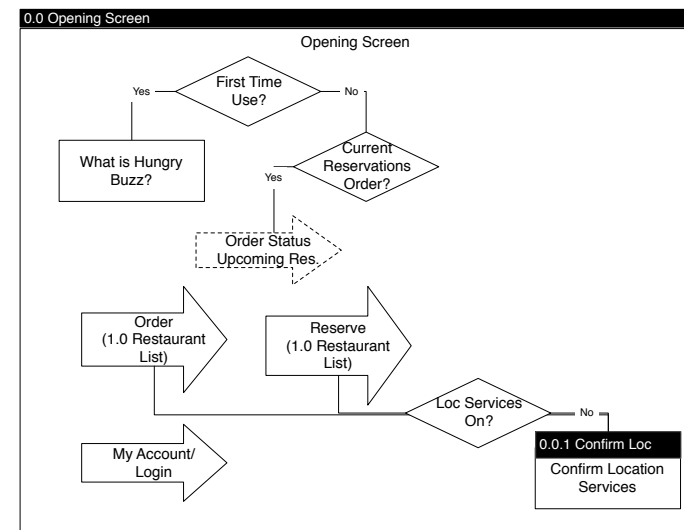 0.0 Opening Screen
Opening Screen
First Time
Use?
Yes
No
What is Hungry
Buzz?
Current
Reservations
Order?
Yes
Order Status
Upcoming Res.
Order
(1.0 Restaurant
List)
Reserve
(1.0 Restaurant
List)
Loc Services
On?
No
My Account/
Login
0.0.1 Confirm Loc
Confirm Location
Services